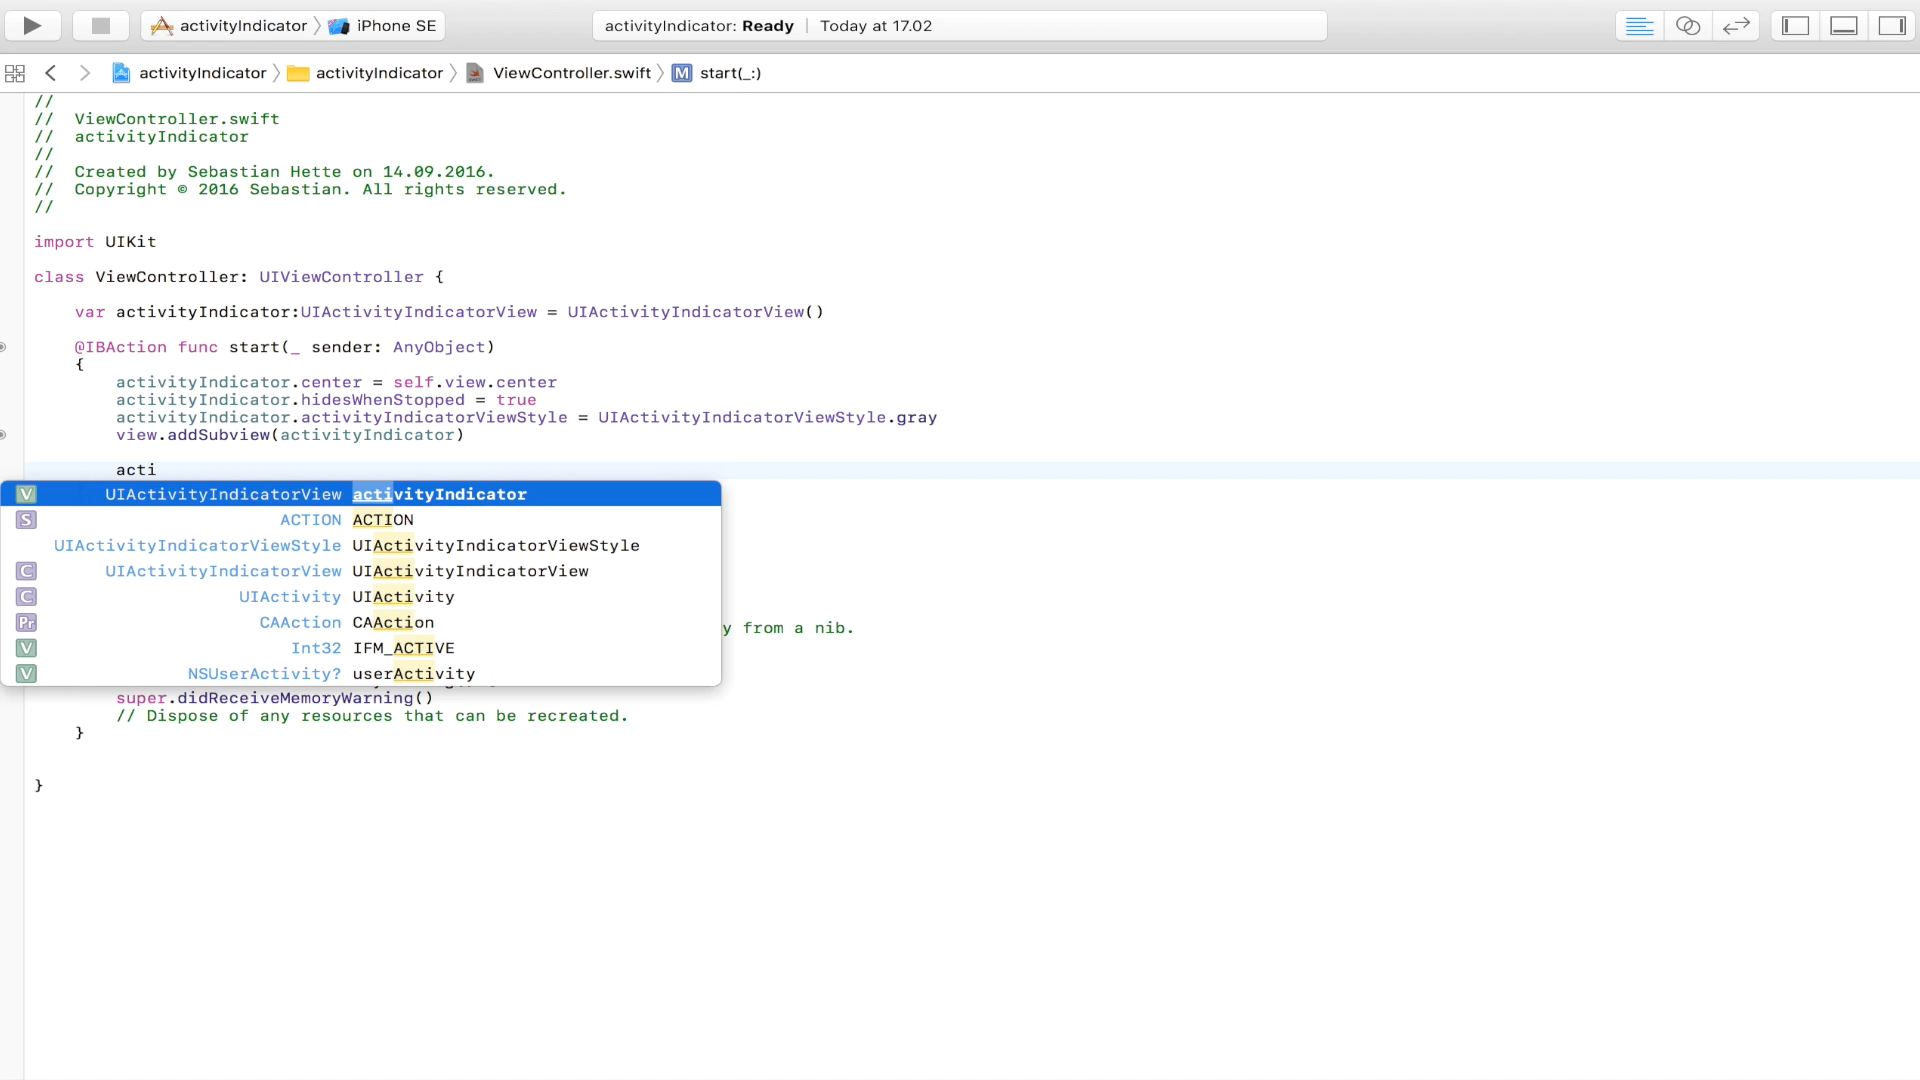 activityIndicator iPhone SE activityIndicator: Ready Today at 17.02
activityIndicator activityIndicator ViewController.swift M start(_:)
//
// ViewController.swift
// activityIndicator
//
// Created by Sebastian Hette on 14.09.2016.
// Copyright © 2016 Sebastian. All rights reserved.
//
import UIKit
class ViewController: UIViewController {
var activityIndicator:UIActivityIndicatorView = UIActivityIndicatorView()
@IBAction func start(_ sender: AnyObject)
{
activityIndicator.center = self.view.center
activityIndicator.hidesWhenStopped = true
activityIndicator.activityIndicatorViewStyle = UIActivityIndicatorViewStyle.gray
view.addSubview(activityIndicator)
acti
V UIActivityIndicatorView activityIndicator
S ACTION ACTION
UIActivityIndicatorViewStyle UIActivityIndicatorViewStyle
C UIActivityIndicatorView UIActivityIndicatorView
C UIActivity UIActivity
Pr CAAction CAAction
y from a nib.
V Int32 IFM_ACTIVE
V NSUserActivity? userActivity
super.didReceiveMemoryWarning()
// Dispose of any resources that can be recreated.
}
}